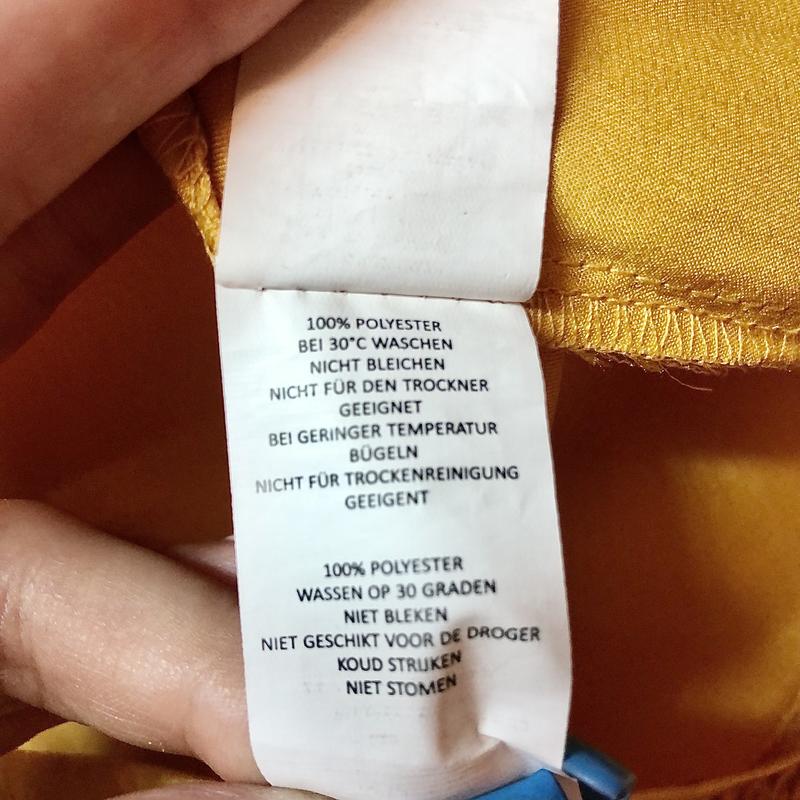 100% POLYESTER
BEI 30°C WASCHEN
NICHT BLEICHEN
NICHT FÜR DEN TROCKNER
GEEIGNET
BEI GERINGER TEMPERATUR
BÜGELN
NICHT FÜR TROCKENREINIGUNG
GEEIGENT
100% POLYESTER
WASSEN OP 30 GRADEN
NIET BLEKEN
NIET GESCHIKT VOOR DE DROGER
KOUD STRIJKEN
NIET STOMEN